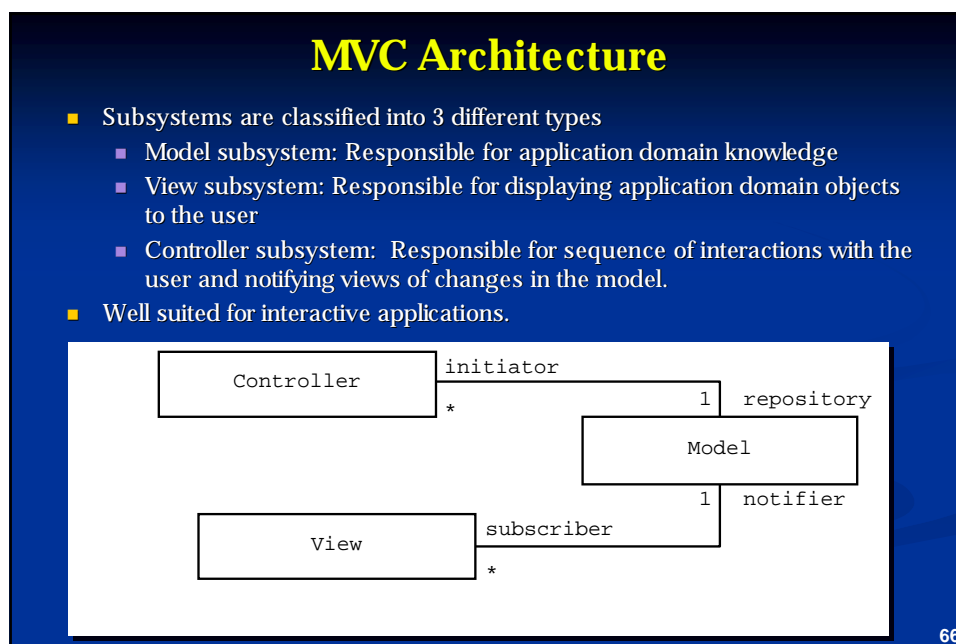 MVC Architecture
Subsystems are classified into 3 different types
Model subsystem: Responsible for application domain knowledge
View subsystem: Responsible for displaying application domain objects
to the user
Controller subsystem: Responsible for sequence of interactions with the
user and notifying views of changes in the model.
Well suited for interactive applications.
initiator
Controller
*
1 repository
Model
1 notifier
subscriber
View
*
66